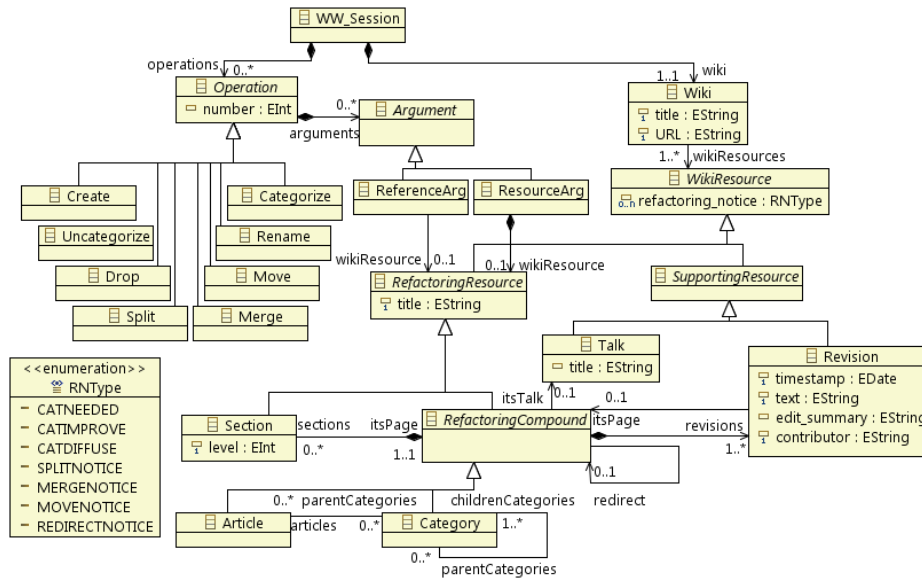 WW_Session
operations
0..*
wiki
1..1
Operation
number : EInt
0..*
arguments
Argument
Wiki
title : EString
URL : EString
1..*
wikiResources
WikiResource
0..n refactoring_notice : RNType
Create
Categorize
Uncategorize
Rename
Drop
Move
Split
Merge
ReferenceArg
ResourceArg
wikiResource
0..1
0..1
wikiResource
RefactoringResource
title : EString
SupportingResource
Talk
title : EString
Revision
timestamp : EDate
text : EString
edit_summary : EString
contributor : EString
<<enumeration>>
RNType
CATNEEDED
CATIMPROVE
CATDIFFUSE
SPLITNOTICE
MERGENOTICE
MOVENOTICE
REDIRECTNOTICE
Section
level : EInt
sections
0..*
itsPage
1..1
RefactoringCompound
itsTalk
0..1
0..1
itsPage
revisions
1..*
0..1
redirect
Article
0..*
parentCategories
articles
0..*
Category
childrenCategories
1..*
0..*
parentCategories